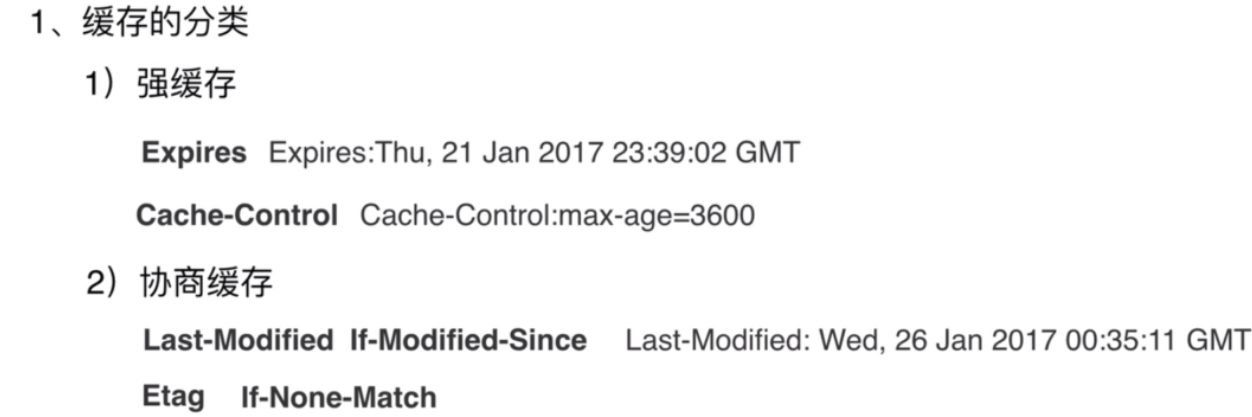 1、缓存的分类
1）强缓存
Expires Expires:Thu, 21 Jan 2017 23:39:02 GMT
Cache-Control Cache-Control:max-age=3600
2）协商缓存
Last-Modified If-Modified-Since Last-Modified: Wed, 26 Jan 2017 00:35:11 GMT
Etag If-None-Match